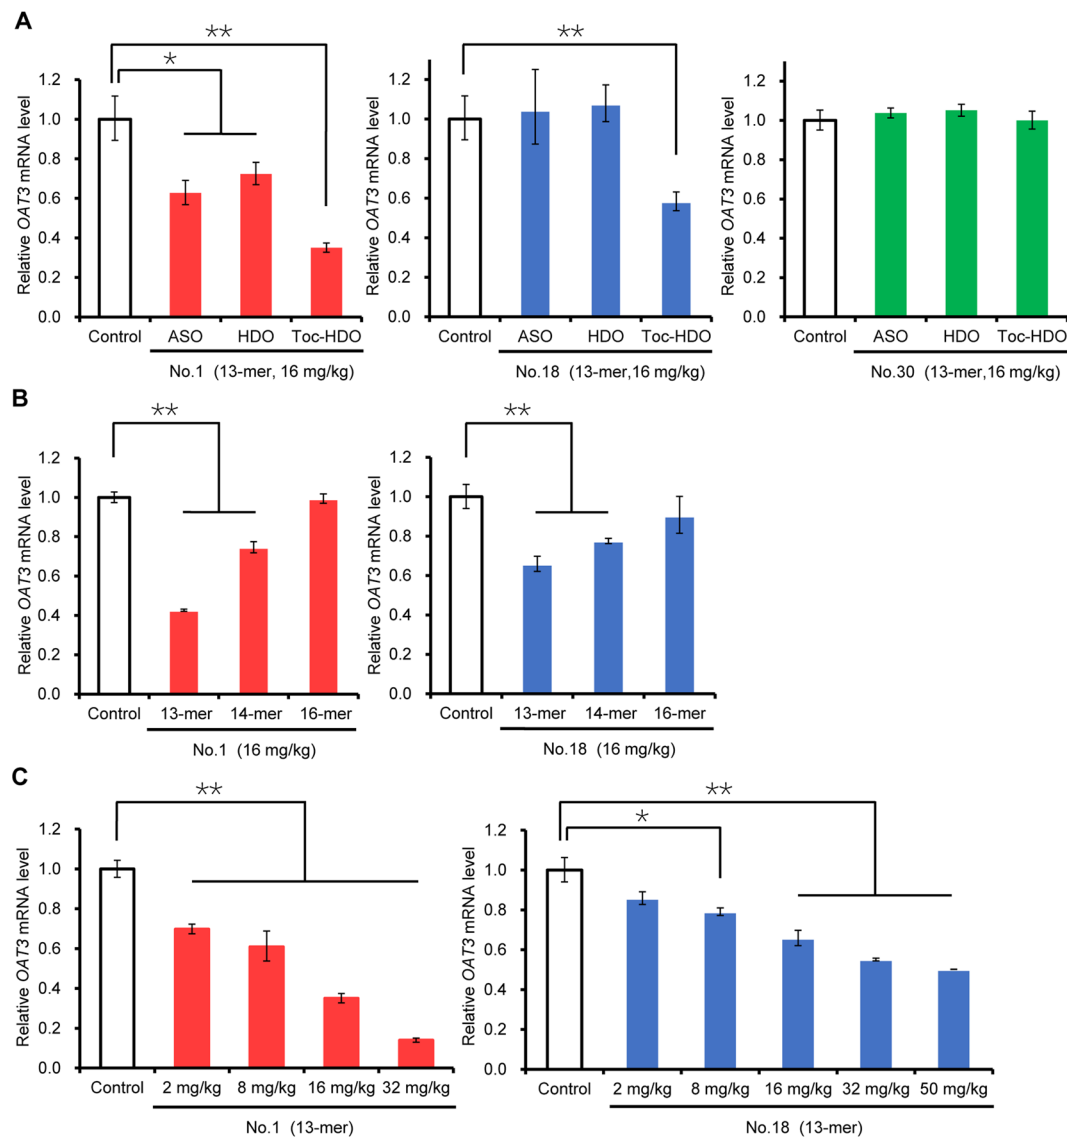 A
** * ** 
Relative OAT3 mRNA level
1.2
1.0
0.8
0.6
0.4
0.2
0.0
Control ASO HDO Toc-HDO
No.1 (13-mer, 16 mg/kg)
Relative OAT3 mRNA level
1.2
1.0
0.8
0.6
0.4
0.2
0.0
Control ASO HDO Toc-HDO
No.18 (13-mer,16 mg/kg)
Relative OAT3 mRNA level
1.2
1.0
0.8
0.6
0.4
0.2
0.0
Control ASO HDO Toc-HDO
No.30 (13-mer,16 mg/kg)
B
**
Relative OAT3 mRNA level
1.2
1.0
0.8
0.6
0.4
0.2
0.0
Control 13-mer 14-mer 16-mer
No.1 (16 mg/kg)
**
Relative OAT3 mRNA level
1.2
1.0
0.8
0.6
0.4
0.2
0.0
Control 13-mer 14-mer 16-mer
No.18 (16 mg/kg)
C
**
Relative OAT3 mRNA level
1.2
1.0
0.8
0.6
0.4
0.2
0.0
Control 2 mg/kg 8 mg/kg 16 mg/kg 32 mg/kg
No.1 (13-mer)
**
*
Relative OAT3 mRNA level
1.2
1.0
0.8
0.6
0.4
0.2
0.0
Control 2 mg/kg 8 mg/kg 16 mg/kg 32 mg/kg 50 mg/kg
No.18 (13-mer)